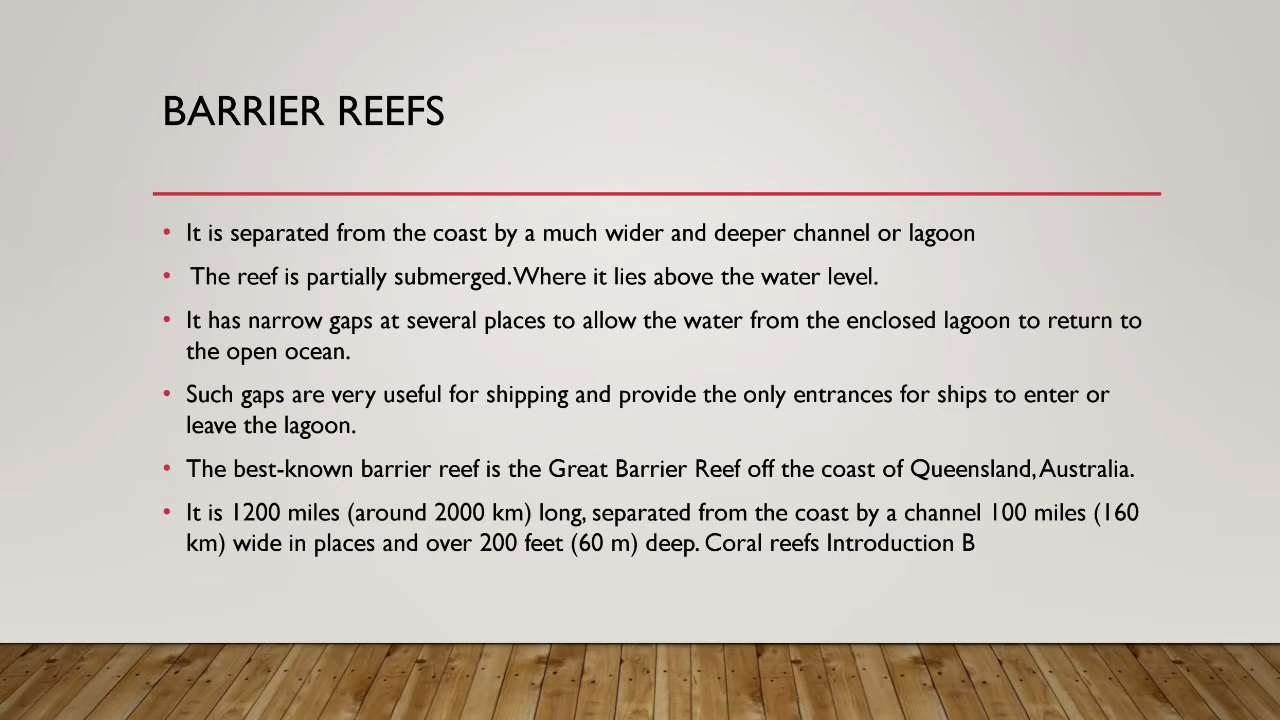 BARRIER REEFS
• It is separated from the coast by a much wider and deeper channel or lagoon
• The reef is partially submerged. Where it lies above the water level.
• It has narrow gaps at several places to allow the water from the enclosed lagoon to return to
the open ocean.
• Such gaps are very useful for shipping and provide the only entrances for ships to enter or
leave the lagoon.
• The best-known barrier reef is the Great Barrier Reef off the coast of Queensland, Australia.
• It is 1200 miles (around 2000 km) long, separated from the coast by a channel 100 miles (160
km) wide in places and over 200 feet (60 m) deep. Coral reefs Introduction B